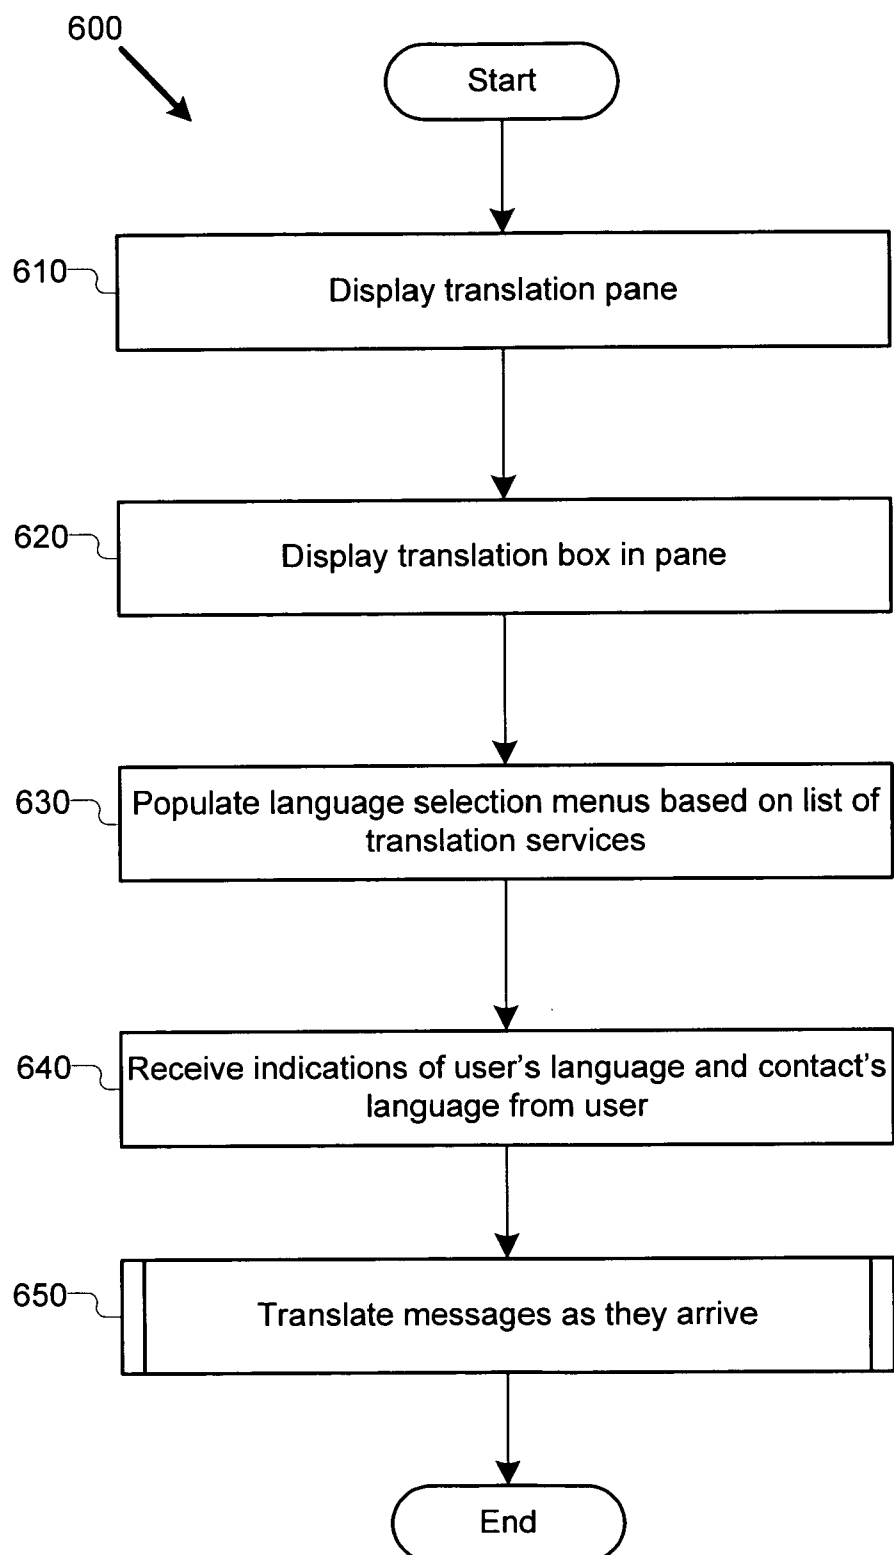 600
Start
610
Display translation pane
620
Display translation box in pane
630
Populate language selection menus based on list of
translation services
640
Receive indications of user's language and contact's
language from user
650
Translate messages as they arrive
End